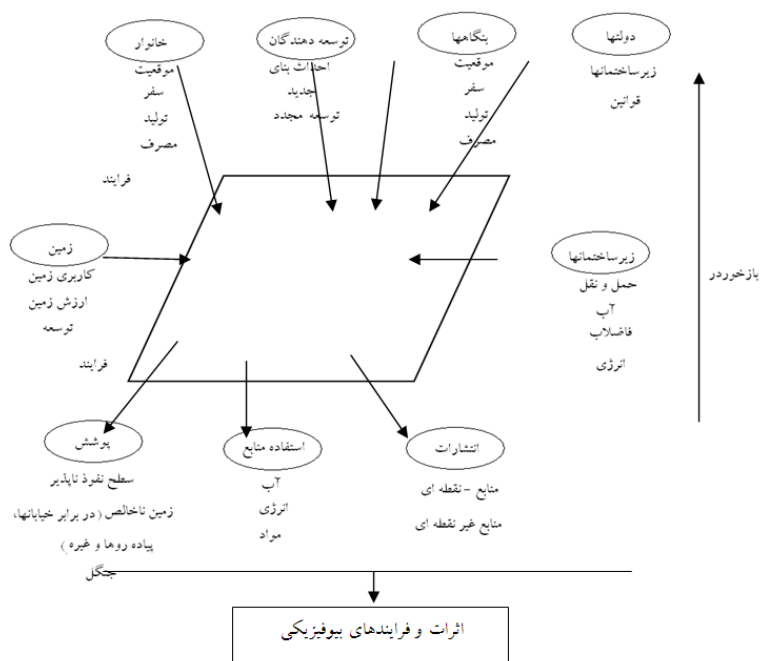 دولتها
زیرساختمانها
قوانین
بنگاهها
موقعیت
سفر
تولید
مصرف
توسعه دهندگان
احداث بنای
جدید
توسعه مجدد
خانوار
موقعیت
سفر
تولید
مصرف
فرایند
زیرساختمانها
حمل و نقل
آب
فاضلاب
انرژی
زمین
کاربری زمین
ارزش زمین
توسعه
بازخوردر
فرایند
انتشارات
منابع -نقطه ای
منابع غیر نقطه ای
استفاده منابع
آب
انرژی
مواد
پوشش
سطح نفوذ ناپذیر
زمین ناخالص (در برابر خیابانها،
پیاده روها و غیره)
جنگل
اثرات و فرایندهای بیوفیزیکی